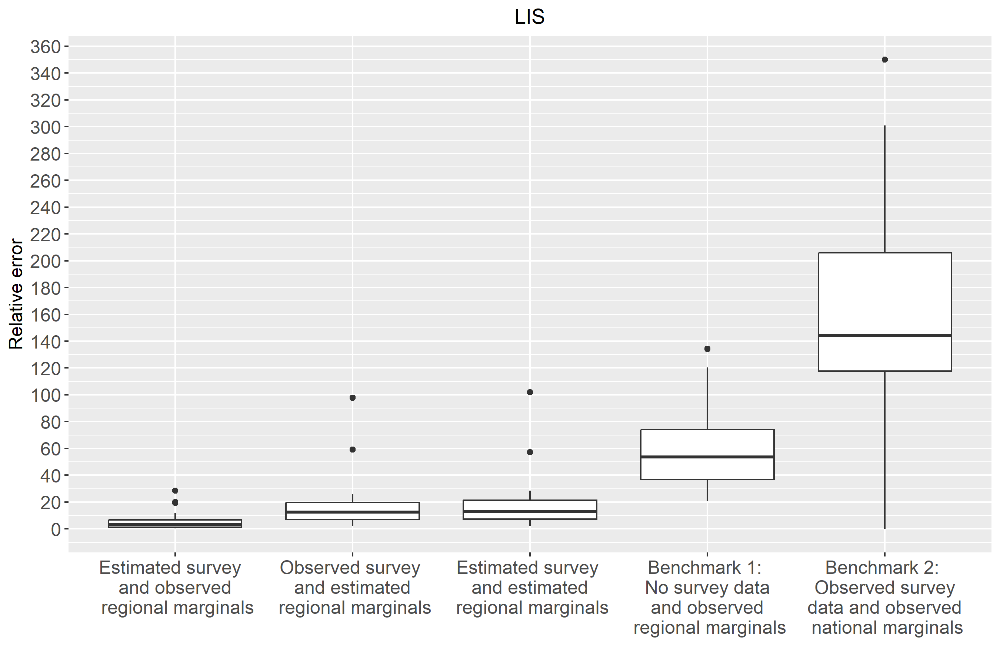 LIS
Relative error
360
340
320
300
280
260
240
220
200
180
160
140
120
100
80
60
40
20
0
Estimated survey
and observed
regional marginals
Observed survey
and estimated
regional marginals
Estimated survey
and estimated
regional marginals
Benchmark 1:
No survey data
and observed
regional marginals
Benchmark 2:
Observed survey
data and observed
national marginals